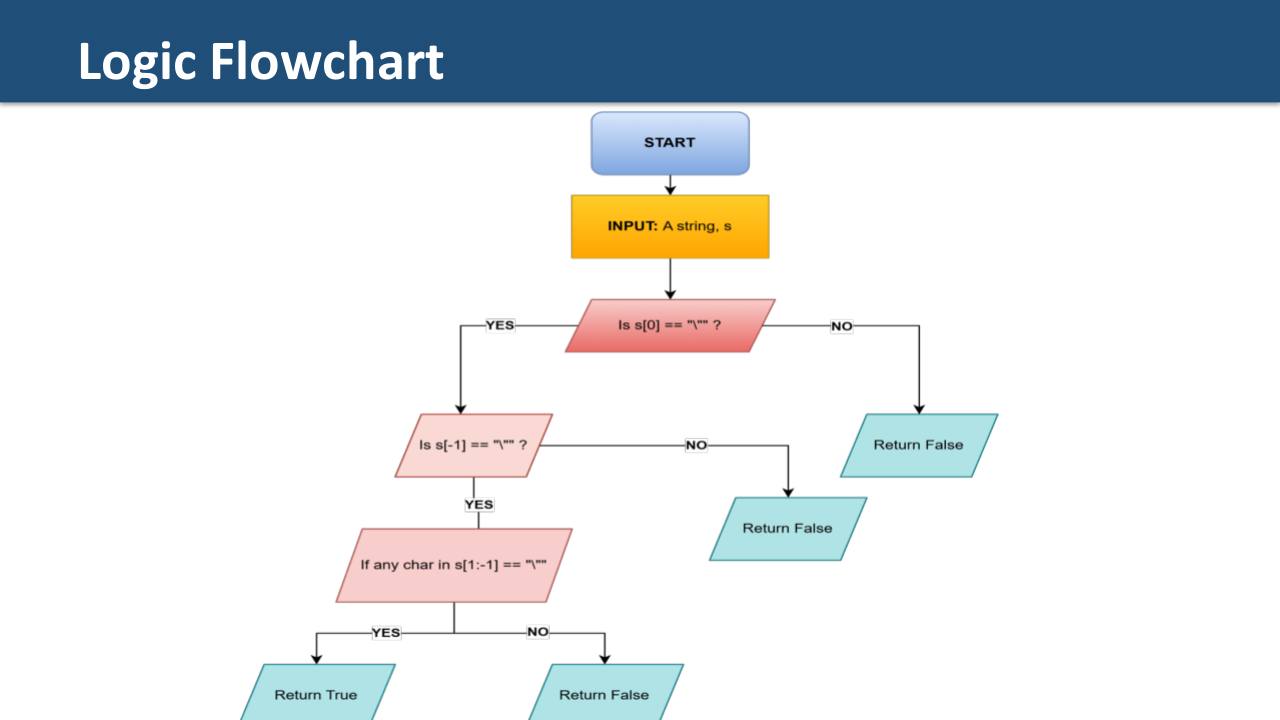 Logic Flowchart
START
INPUT: A string, s
Is s[0] == "\"" ?
YES
NO
Is s[-1] == "\"" ?
NO
Return False
YES
Return False
If any char in s[1:-1] == "\""
YES
NO
Return True
Return False